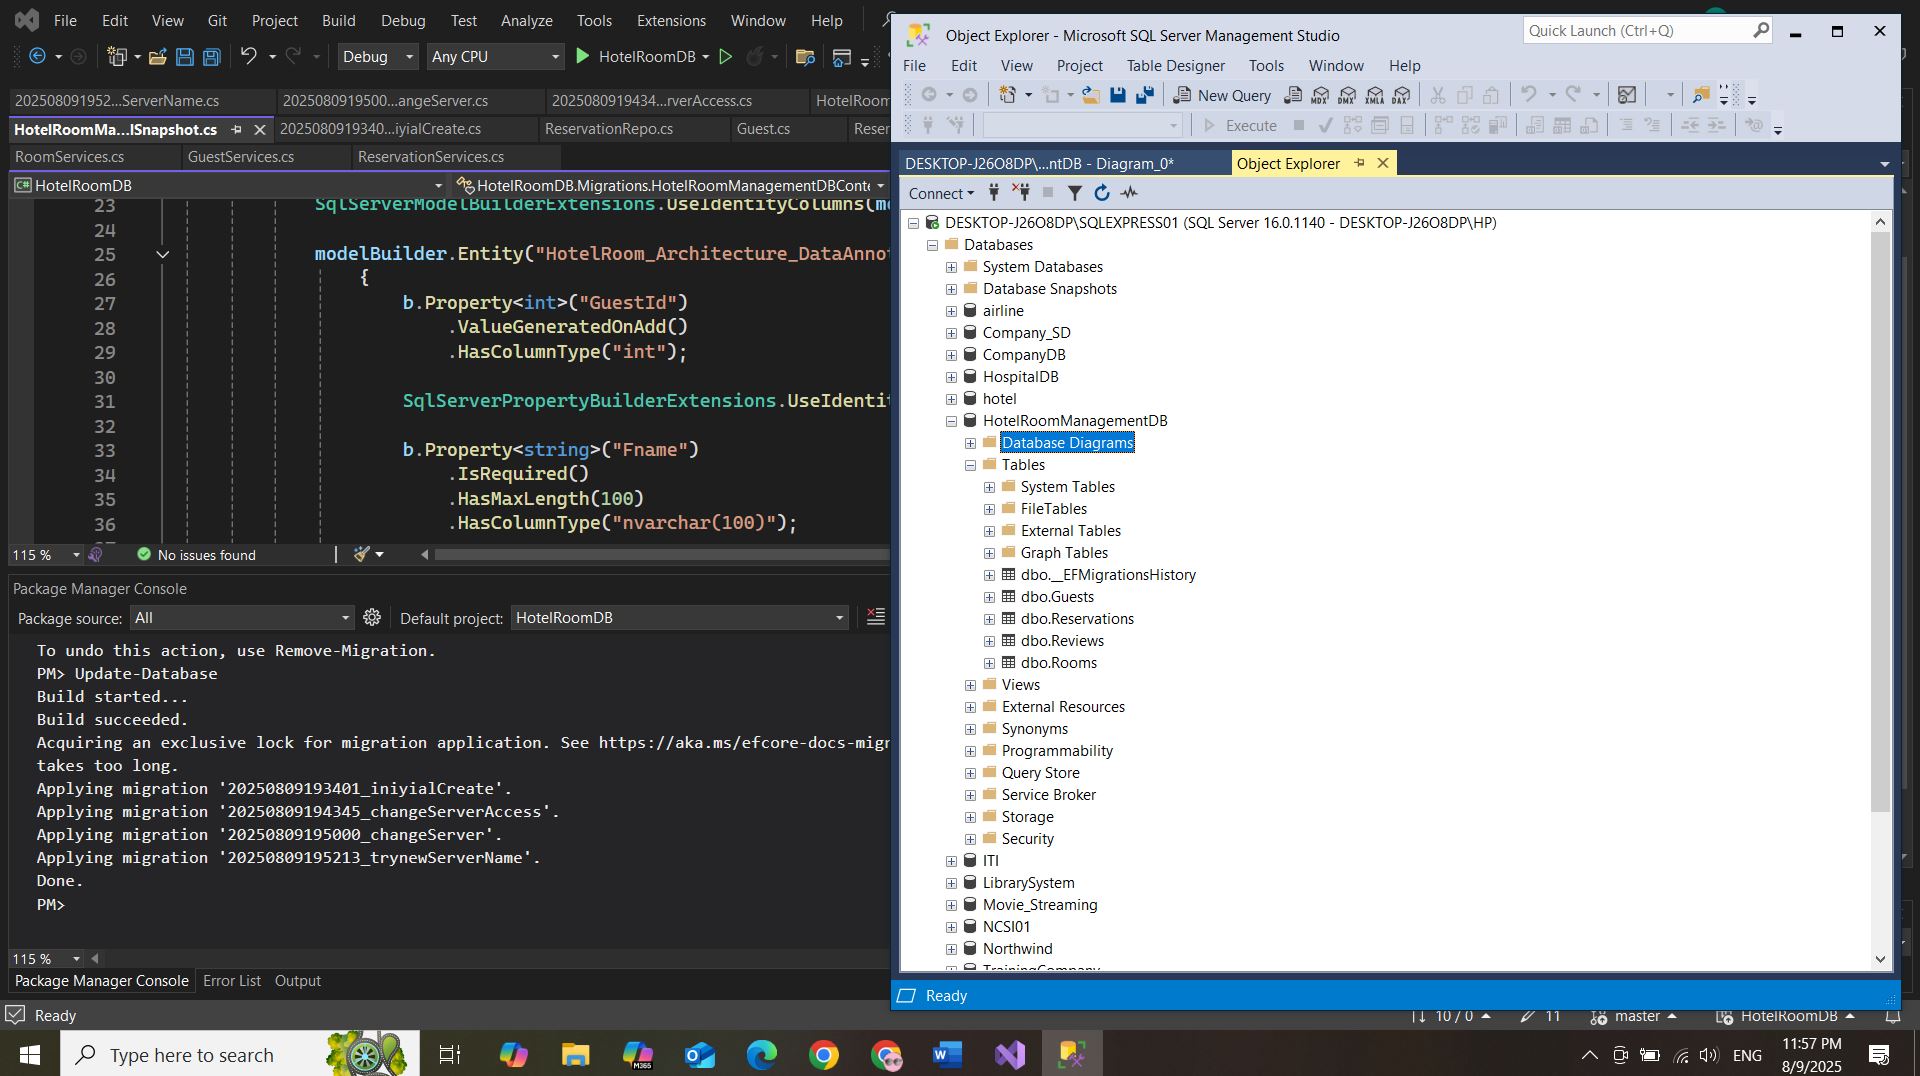 File Edit View Git Project Build Debug Test Analyze Tools Extensions Window Help
Debug Any CPU HotelRoomDB
202508091952...ServerName.cs 2025080919500...angeServer.cs 2025080919434...rverAccess.cs HotelRoom
HotelRoomMa...lSnapshot.cs 2025080919340...iyialCreate.cs ReservationRepo.cs Guest.cs Reser
RoomServices.cs GuestServices.cs ReservationServices.cs
C# HotelRoomDB HotelRoomDB.Migrations.HotelRoomManagementDBConte
23 SqlServerModelBuilderExtensions.UseIdentityColumns(mo
24
25 modelBuilder.Entity("HotelRoom_Architecture_DataAnnot
26 {
27 b.Property<int>("GuestId")
28 .ValueGeneratedOnAdd()
29 .HasColumnType("int");
30
31 SqlServerPropertyBuilderExtensions.UseIdentit
32
33 b.Property<string>("Fname")
34 .IsRequired()
35 .HasMaxLength(100)
36 .HasColumnType("nvarchar(100)");
115 % No issues found
Package Manager Console
Package source: All Default project: HotelRoomDB
To undo this action, use Remove-Migration.
PM> Update-Database
Build started...
Build succeeded.
Acquiring an exclusive lock for migration application. See https://aka.ms/efcore-docs-migr
takes too long.
Applying migration '20250809193401_iniyialCreate'.
Applying migration '20250809194345_changeServerAccess'.
Applying migration '20250809195000_changeServer'.
Applying migration '20250809195213_trynewServerName'.
Done.
PM>
115 %
Package Manager Console Error List Output
Ready
Object Explorer - Microsoft SQL Server Management Studio
Quick Launch (Ctrl+Q)
File Edit View Project Table Designer Tools Window Help
New Query MDX DMX XMLA DAX
Execute
DESKTOP-J26O8DP\...ntDB - Diagram_0* Object Explorer
Connect
DESKTOP-J26O8DP\SQLEXPRESS01 (SQL Server 16.0.1140 - DESKTOP-J26O8DP\HP)
Databases
System Databases
Database Snapshots
airline
Company_SD
CompanyDB
HospitalDB
hotel
HotelRoomManagementDB
Database Diagrams
Tables
System Tables
FileTables
External Tables
Graph Tables
dbo.__EFMigrationsHistory
dbo.Guests
dbo.Reservations
dbo.Reviews
dbo.Rooms
Views
External Resources
Synonyms
Programmability
Query Store
Service Broker
Storage
Security
ITI
LibrarySystem
Movie_Streaming
NCSI01
Northwind
TrainingCompany
Ready
10 / 0 11 master HotelRoomDB
Type here to search
M365
ENG
11:57 PM
8/9/2025